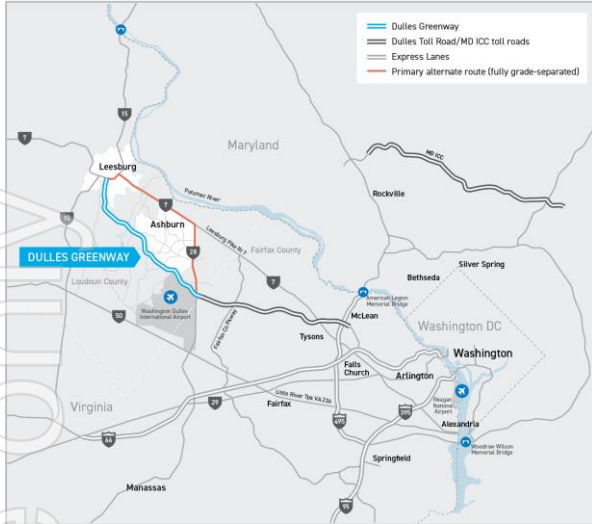 Dulles Greenway
Dulles Toll Road/MD ICC toll roads
Express Lanes
Primary alternate route (fully grade-separated)
15
7
Maryland
Leesburg
MD ICC
Potomac River
Rockville
7
15
Ashburn
Leesburg Pike Rt 7
28
Fairfax County
DULLES GREENWAY
Silver Spring
Loudoun County
7
Bethesda
Washington Dulles
International Airport
American Legion
Memorial Bridge
50
McLean
Washington DC
Fairfax Co Pkway
Tysons
Washington
Falls
Church
Arlington
Reagan
National
Airport
Little River Tpk VA 236
Virginia
29
Fairfax
495
395
Alexandria
66
Woodrow Wilson
Memorial Bridge
Springfield
Manassas
95